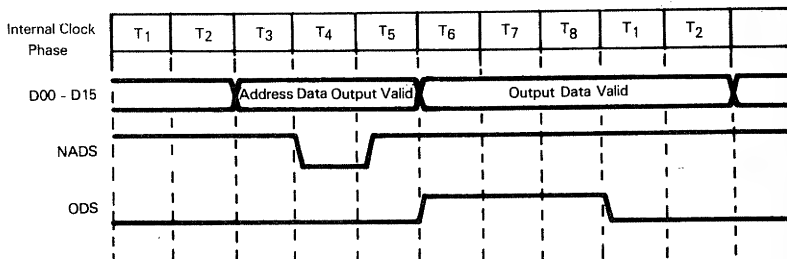 Internal Clock Phase
T1 T2 T3 T4 T5 T6 T7 T8 T1 T2
D00 - D15
Address Data Output Valid
Output Data Valid
NADS
ODS